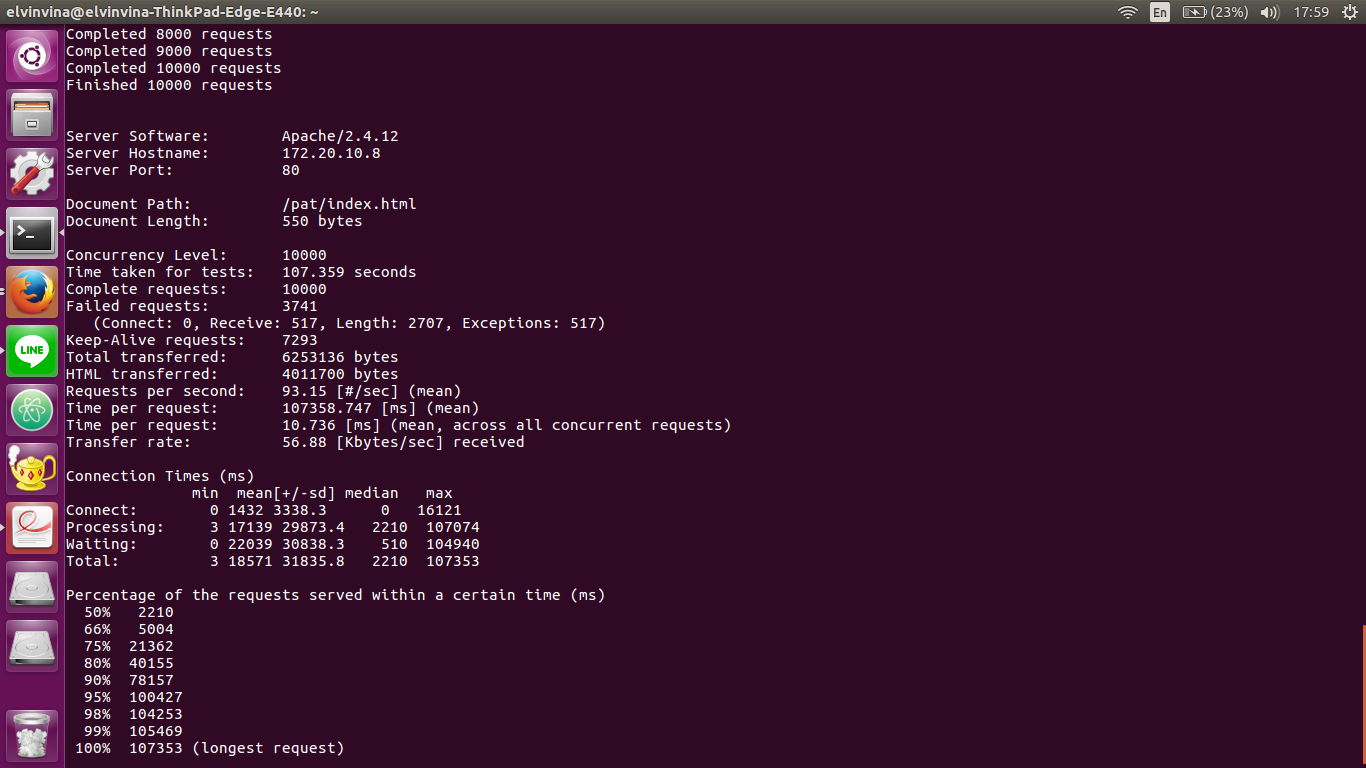 elvinvina@elvinvina-ThinkPad-Edge-E440: ~
En (23%) 17:59
Completed 8000 requests
Completed 9000 requests
Completed 10000 requests
Finished 10000 requests
Server Software: Apache/2.4.12
Server Hostname: 172.20.10.8
Server Port: 80
Document Path: /pat/index.html
Document Length: 550 bytes
Concurrency Level: 10000
Time taken for tests: 107.359 seconds
Complete requests: 10000
Failed requests: 3741
(Connect: 0, Receive: 517, Length: 2707, Exceptions: 517)
Keep-Alive requests: 7293
Total transferred: 6253136 bytes
HTML transferred: 4011700 bytes
Requests per second: 93.15 [#/sec] (mean)
Time per request: 107358.747 [ms] (mean)
Time per request: 10.736 [ms] (mean, across all concurrent requests)
Transfer rate: 56.88 [Kbytes/sec] received
Connection Times (ms)
min mean[+/-sd] median max
Connect: 0 1432 3338.3 0 16121
Processing: 3 17139 29873.4 2210 107074
Waiting: 0 22039 30838.3 510 104940
Total: 3 18571 31835.8 2210 107353
Percentage of the requests served within a certain time (ms)
50% 2210
66% 5004
75% 21362
80% 40155
90% 78157
95% 100427
98% 104253
99% 105469
100% 107353 (longest request)
>_
LINE